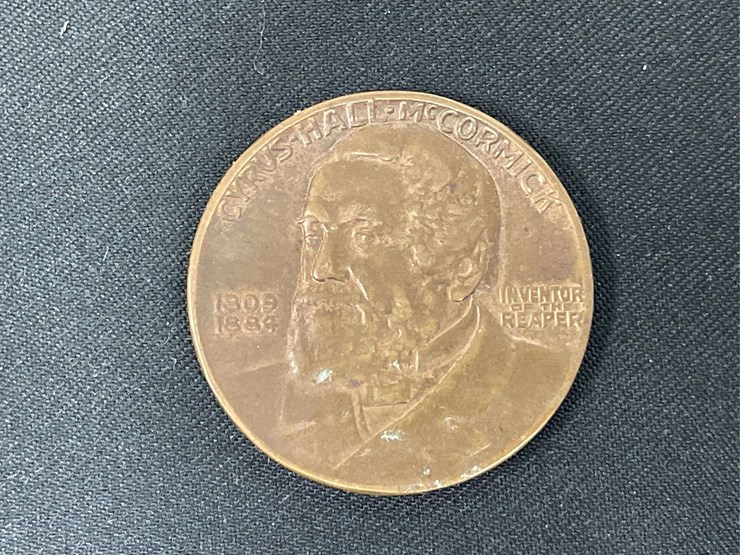 CYRUS·HALL·McCORMICK
1809
1884
INVENTOR
OF THE
REAPER